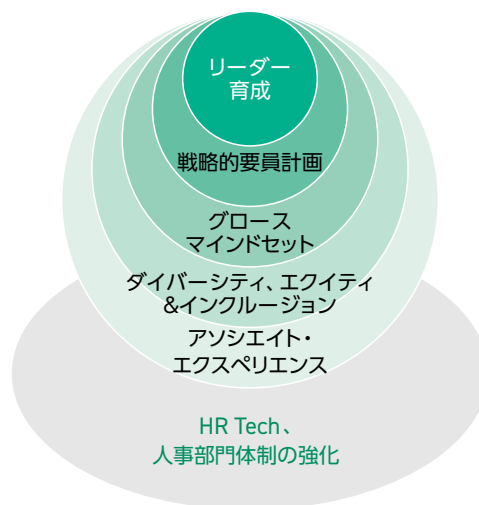 リーダー
育成
戦略的要員計画
グロース
マインドセット
ダイバーシティ、エクイティ
&インクルージョン
アソシエイト・
エクスペリエンス
HR Tech、
人事部門体制の強化